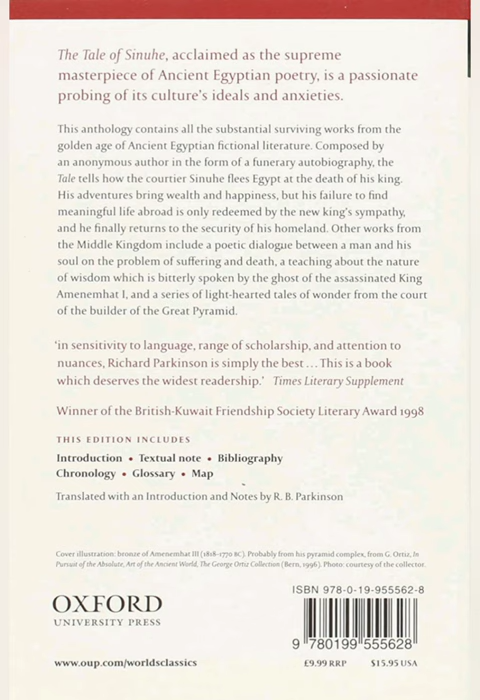 The Tale of Sinuhe, acclaimed as the supreme
masterpiece of Ancient Egyptian poetry, is a passionate
probing of its culture's ideals and anxieties.
This anthology contains all the substantial surviving works from the
golden age of Ancient Egyptian fictional literature. Composed by
an anonymous author in the form of a funerary autobiography, the
Tale tells how the courtier Sinuhe flees Egypt at the death of his king.
His adventures bring wealth and happiness, but his failure to find
meaningful life abroad is only redeemed by the new king's sympathy,
and he finally returns to the security of his homeland. Other works from
the Middle Kingdom include a poetic dialogue between a man and his
soul on the problem of suffering and death, a teaching about the nature
of wisdom which is bitterly spoken by the ghost of the assassinated King
Amenemhat I, and a series of light-hearted tales of wonder from the court
of the builder of the Great Pyramid.
'in sensitivity to language, range of scholarship, and attention to
nuances, Richard Parkinson is simply the best ... This is a book
which deserves the widest readership.' Times Literary Supplement
Winner of the British-Kuwait Friendship Society Literary Award 1998
THIS EDITION INCLUDES
Introduction • Textual note • Bibliography
Chronology • Glossary • Map
Translated with an Introduction and Notes by R. B. Parkinson
Cover illustration: bronze of Amenemhat III (1818-1770 BC). Probably from his pyramid complex, from G. Ortiz, In
Pursuit of the Absolute, Art of the Ancient World, The George Ortiz Collection (Bern, 1996). Photo: courtesy of the collector.
OXFORD
UNIVERSITY PRESS
www.oup.com/worldsclassics
ISBN 978-0-19-955562-8
9 780199 555628
£9.99 RRP $15.95 USA